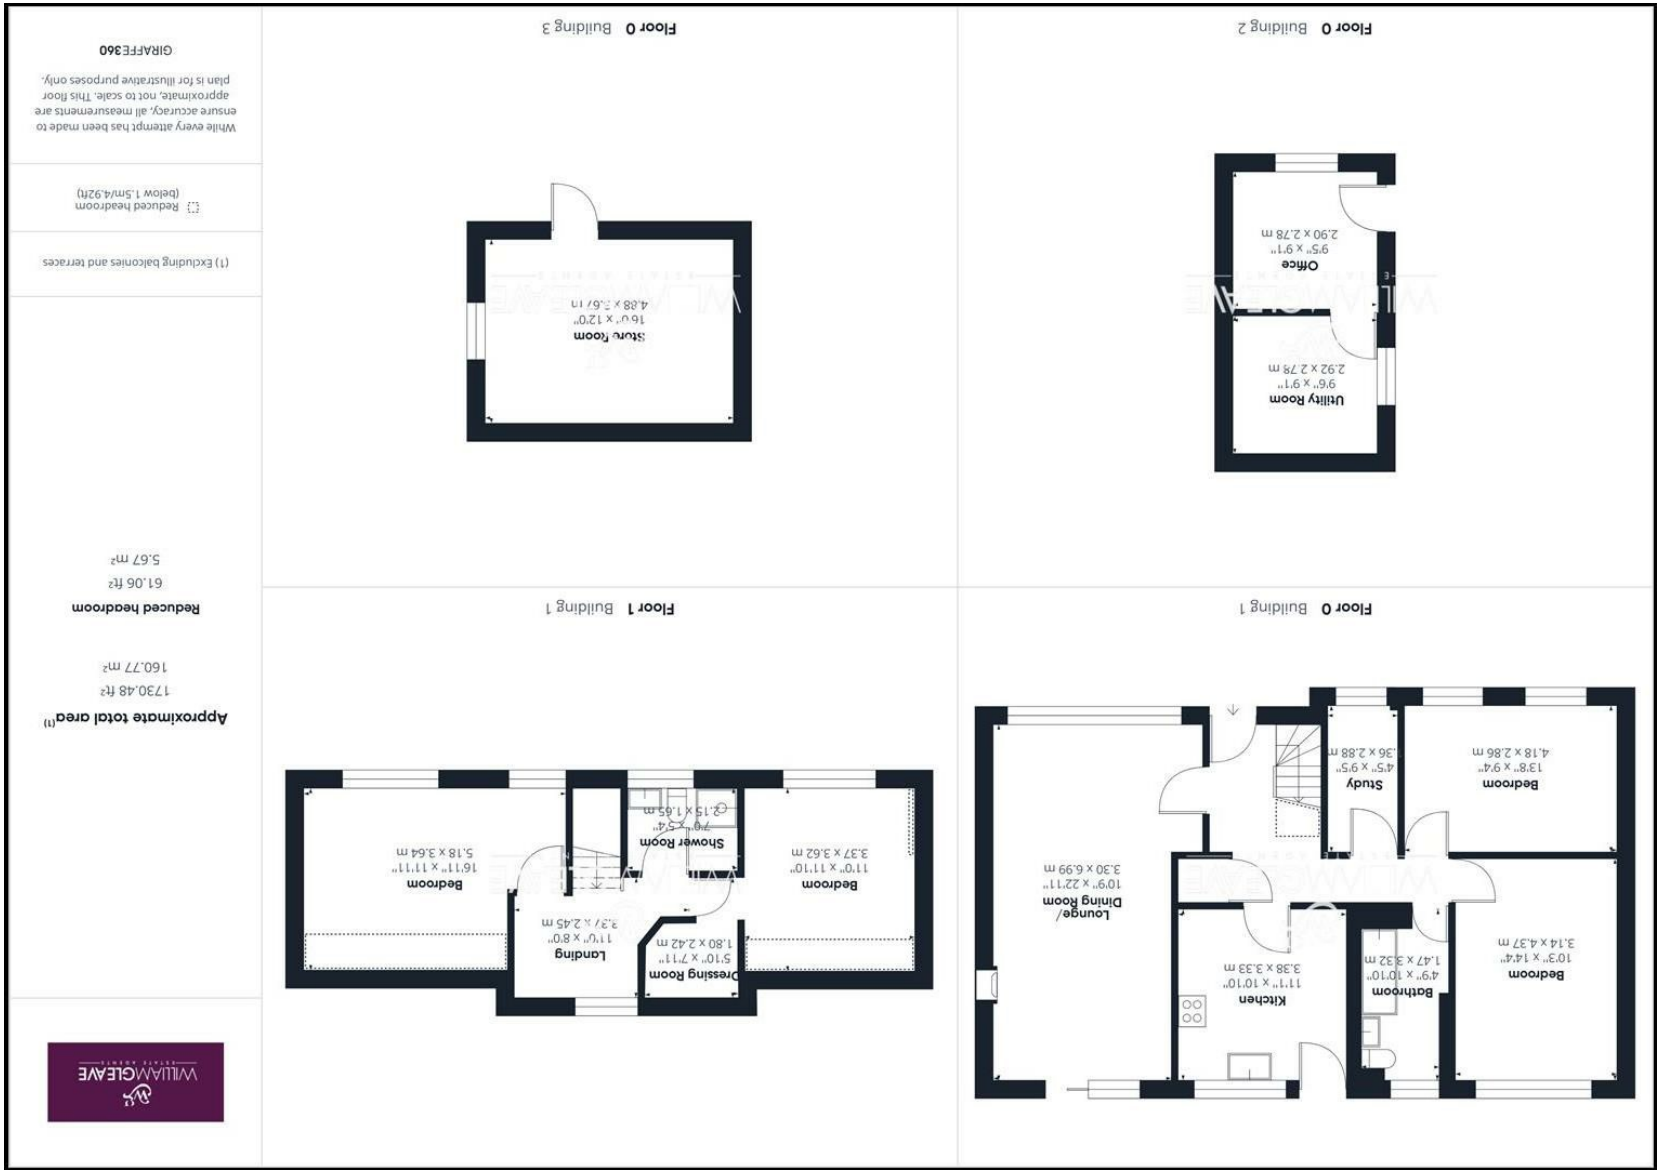 Bedroom
10'3" x 14'4"
3.14 x 4.37 m
Bathroom
4'9" x 10'10"
1.47 x 3.32 m
Kitchen
11'1" x 10'10"
3.38 x 3.33 m
Lounge/
Dining Room
10'9" x 22'11"
3.30 x 6.99 m
Bedroom
13'8" x 9'4"
4.18 x 2.86 m
Study
4'5" x 9'5"
.36 x 2.88 m
WILLIAMGLEAVE
Floor 0 Building 1
Dressing Room
5'10" x 7'11"
1.80 x 2.42 m
Landing
11'0" x 8'0"
3.37 x 2.45 m
Bedroom
11'0" x 11'10"
3.37 x 3.62 m
Shower Room
7'0" x 5'4"
2.15 x 1.65 m
Bedroom
16'11" x 11'11"
5.18 x 3.64 m
WILLIAMGLEAVE
Floor 1 Building 1
Utility Room
9'6" x 9'1"
2.92 x 2.78 m
Office
9'5" x 9'1"
2.90 x 2.78 m
WILLIAMGLEAVE
Floor 0 Building 2
Store Room
16'0" x 12'0"
4.88 x 3.67 m
WILLIAMGLEAVE
ESTATE AGENTS
Floor 0 Building 3
WILLIAMGLEAVE
ESTATE AGENTS
Approximate total area(1)
1730.48 ft²
160.77 m²
Reduced headroom
61.06 ft²
5.67 m²
(1) Excluding balconies and terraces
Reduced headroom
(below 1.5m/4.92ft)
While every attempt has been made to
ensure accuracy, all measurements are
approximate, not to scale. This floor
plan is for illustrative purposes only.
GIRAFFE360